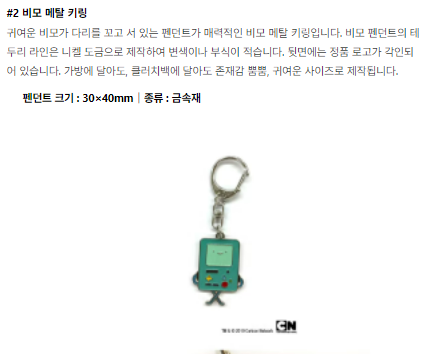 #2 비모 메탈 키링
귀여운 비모가 다리를 꼬고 서 있는 펜던트가 매력적인 비모 메탈 키링입니다. 비모 펜던트의 테
두리 라인은 니켈 도금으로 제작하여 변색이나 부식이 적습니다. 뒷면에는 정품 로고가 각인되
어 있습니다. 가방에 달아도, 클러치백에 달아도 존재감 뿜뿜, 귀여운 사이즈로 제작됩니다.
펜던트 크기 : 30×40mm | 종류 : 금속재
Cartoon Network
CN